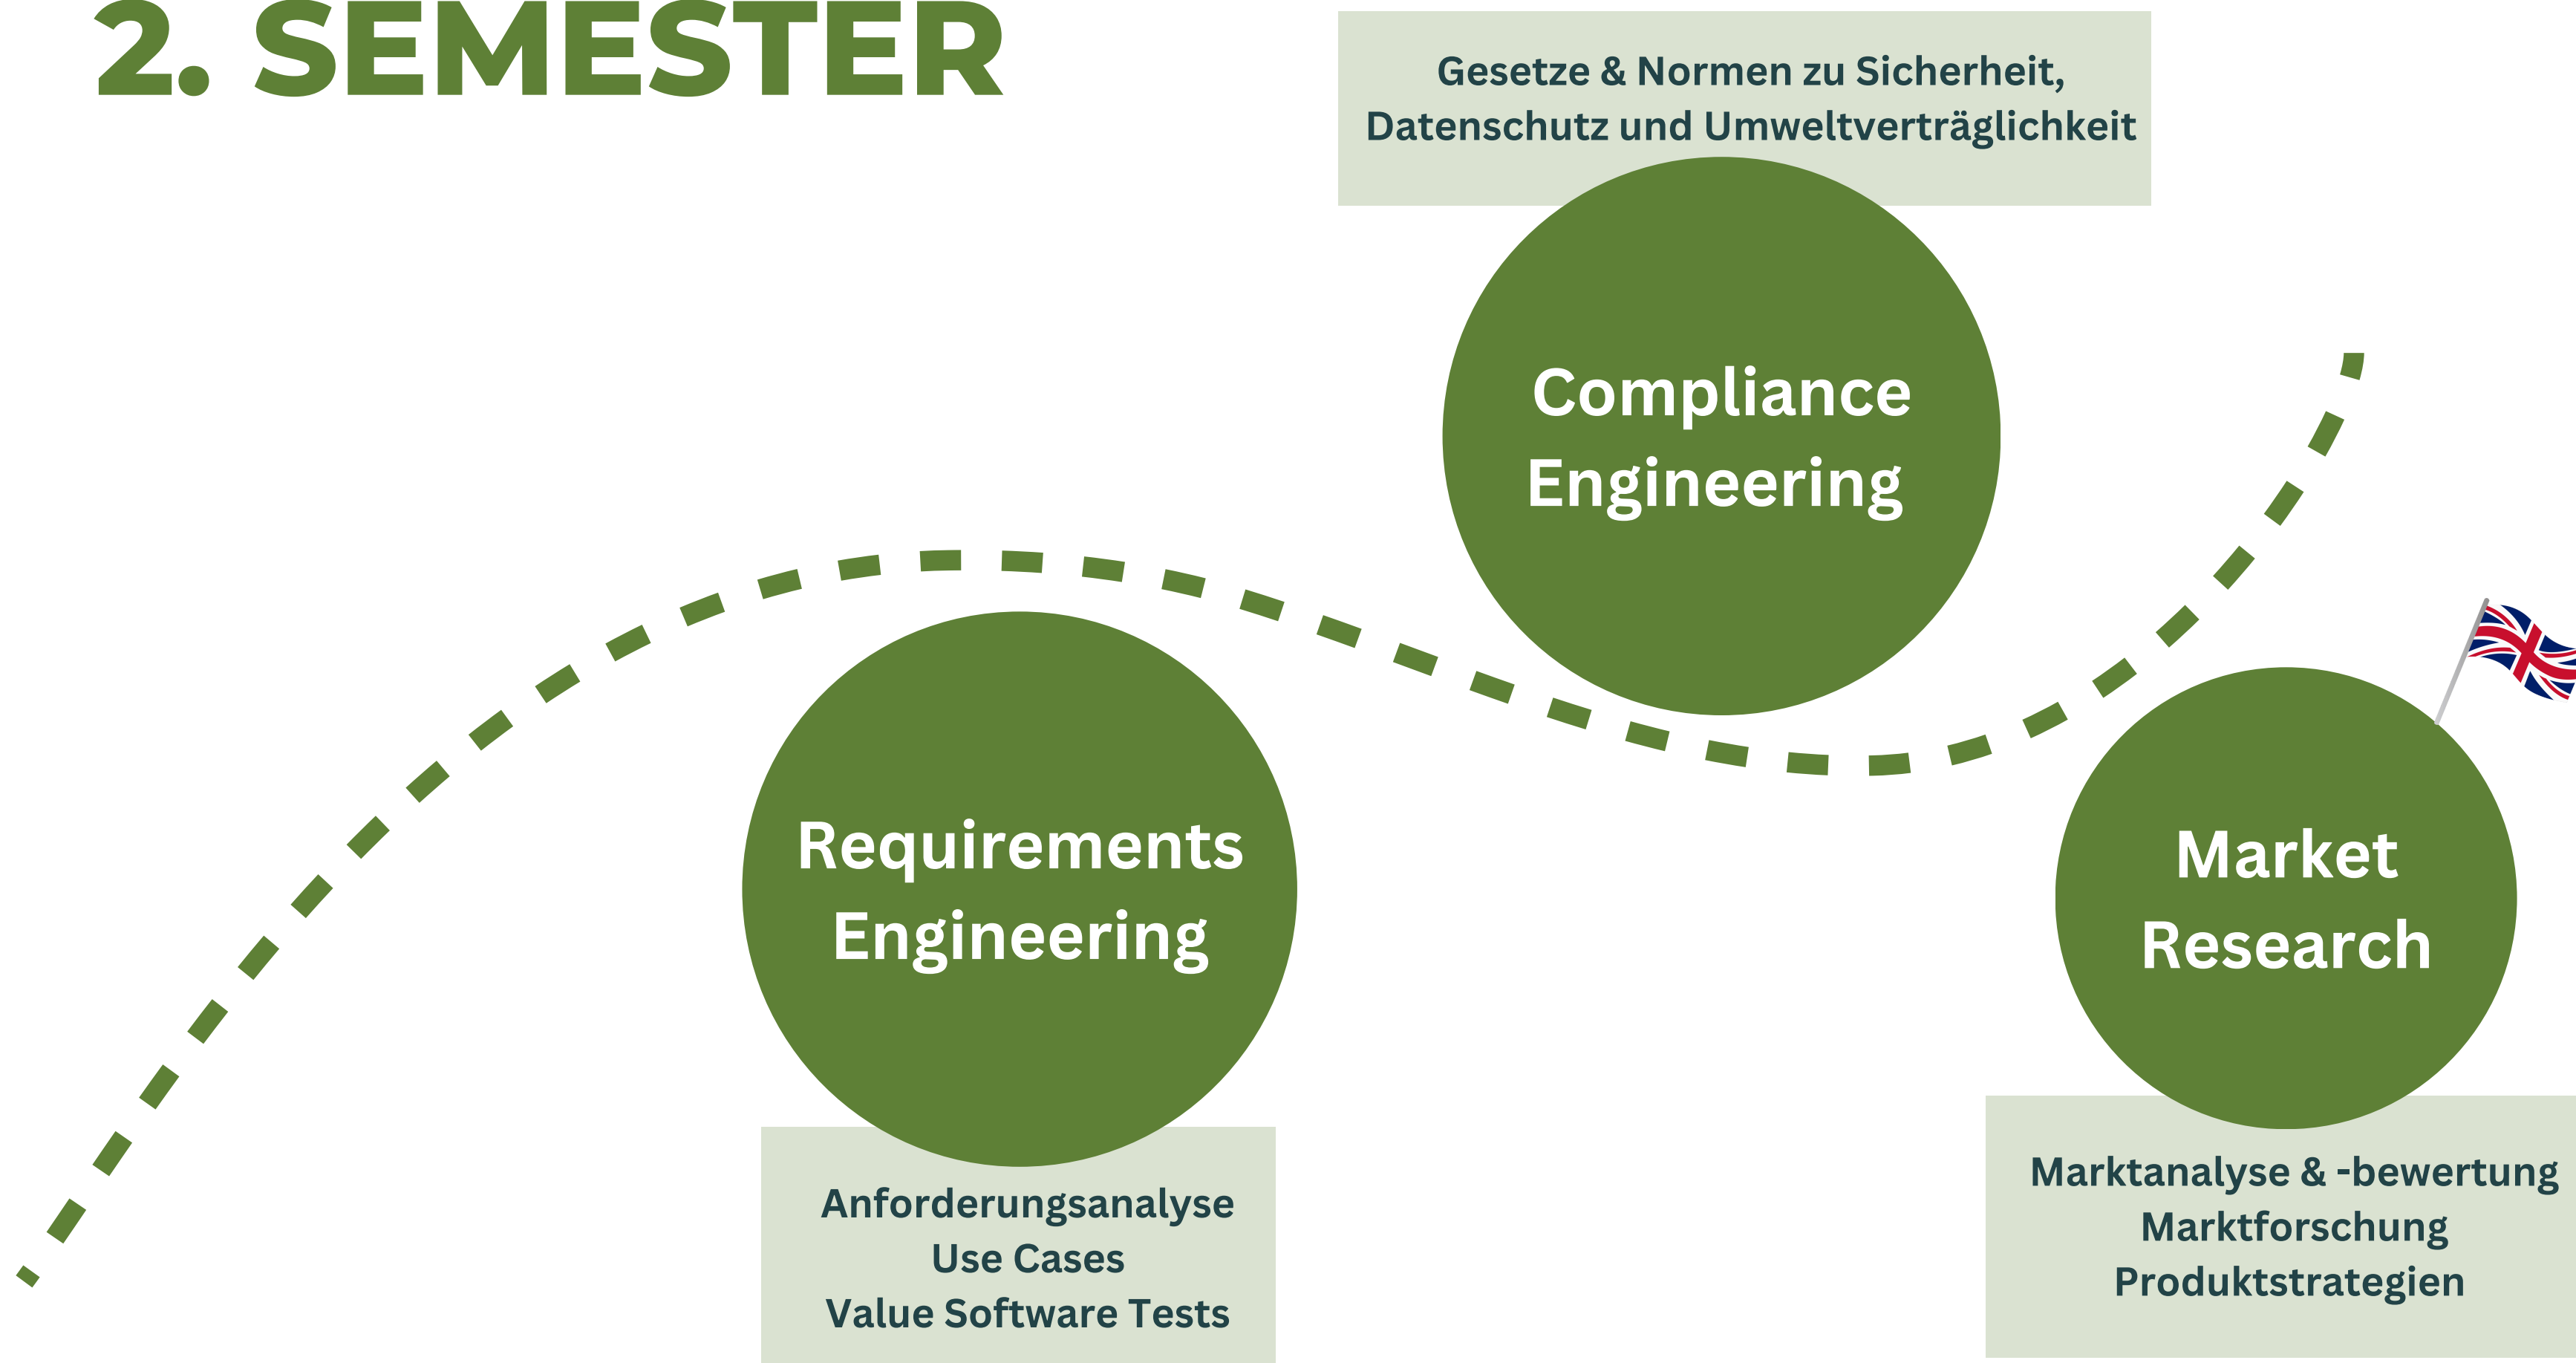 2. SEMESTER
Gesetze & Normen zu Sicherheit,
Datenschutz und Umweltverträglichkeit
Compliance
Engineering
Requirements
Engineering
Anforderungsanalyse
Use Cases
Value Software Tests
Market
Research
Marktanalyse & -bewertung
Marktforschung
Produktstrategien